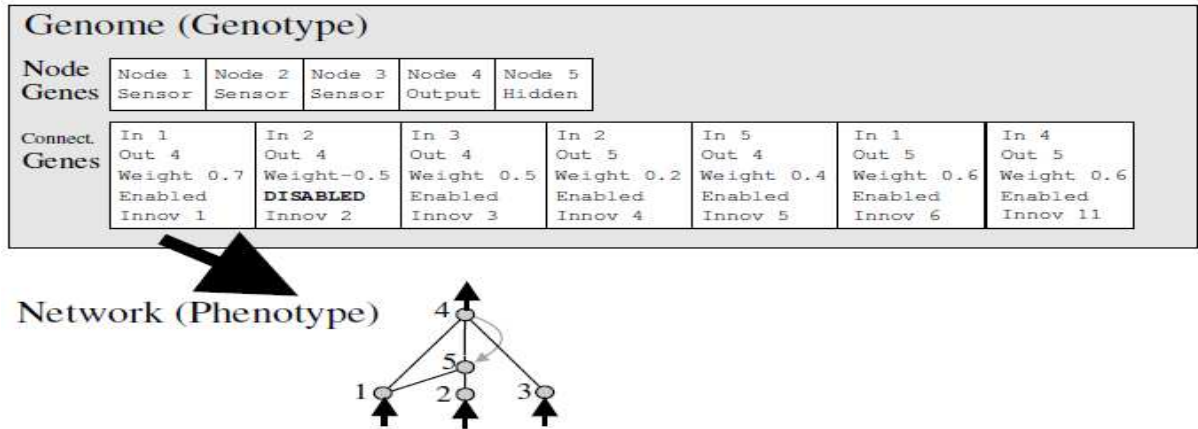 Genome (Genotype)
Node Genes
Node 1 Sensor
Node 2 Sensor
Node 3 Sensor
Node 4 Output
Node 5 Hidden
Connect. Genes
In 1
Out 4
Weight 0.7
Enabled
Innov 1
In 2
Out 4
Weight-0.5
DISABLED
Innov 2
In 3
Out 4
Weight 0.5
Enabled
Innov 3
In 2
Out 5
Weight 0.2
Enabled
Innov 4
In 5
Out 4
Weight 0.4
Enabled
Innov 5
In 1
Out 5
Weight 0.6
Enabled
Innov 6
In 4
Out 5
Weight 0.6
Enabled
Innov 11
Network (Phenotype)
4
5
1
2
3